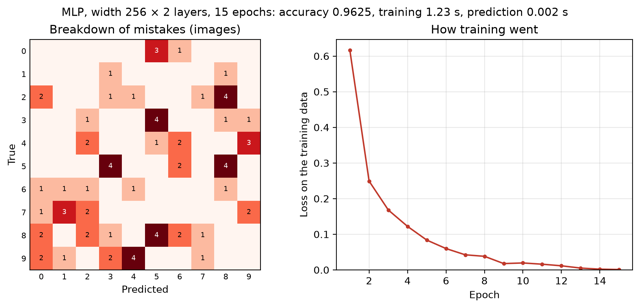 MLP, width 256 × 2 layers, 15 epochs: accuracy 0.9625, training 1.23 s, prediction 0.002 s
Breakdown of mistakes (images)
0 3 1
1 1 1
2 2 1 1 1 4
3 1 4 1 1
4 2 1 2 3
5 4 2 4
6 1 1 1 1 1
7 1 3 2 2
8 2 2 4 2 1
9 2 1 2 4 1
0 1 2 3 4 5 6 7 8 9
True
Predicted
How training went
0.6
0.5
0.4
0.3
0.2
0.1
0.0
2 4 6 8 10 12 14
Loss on the training data
Epoch